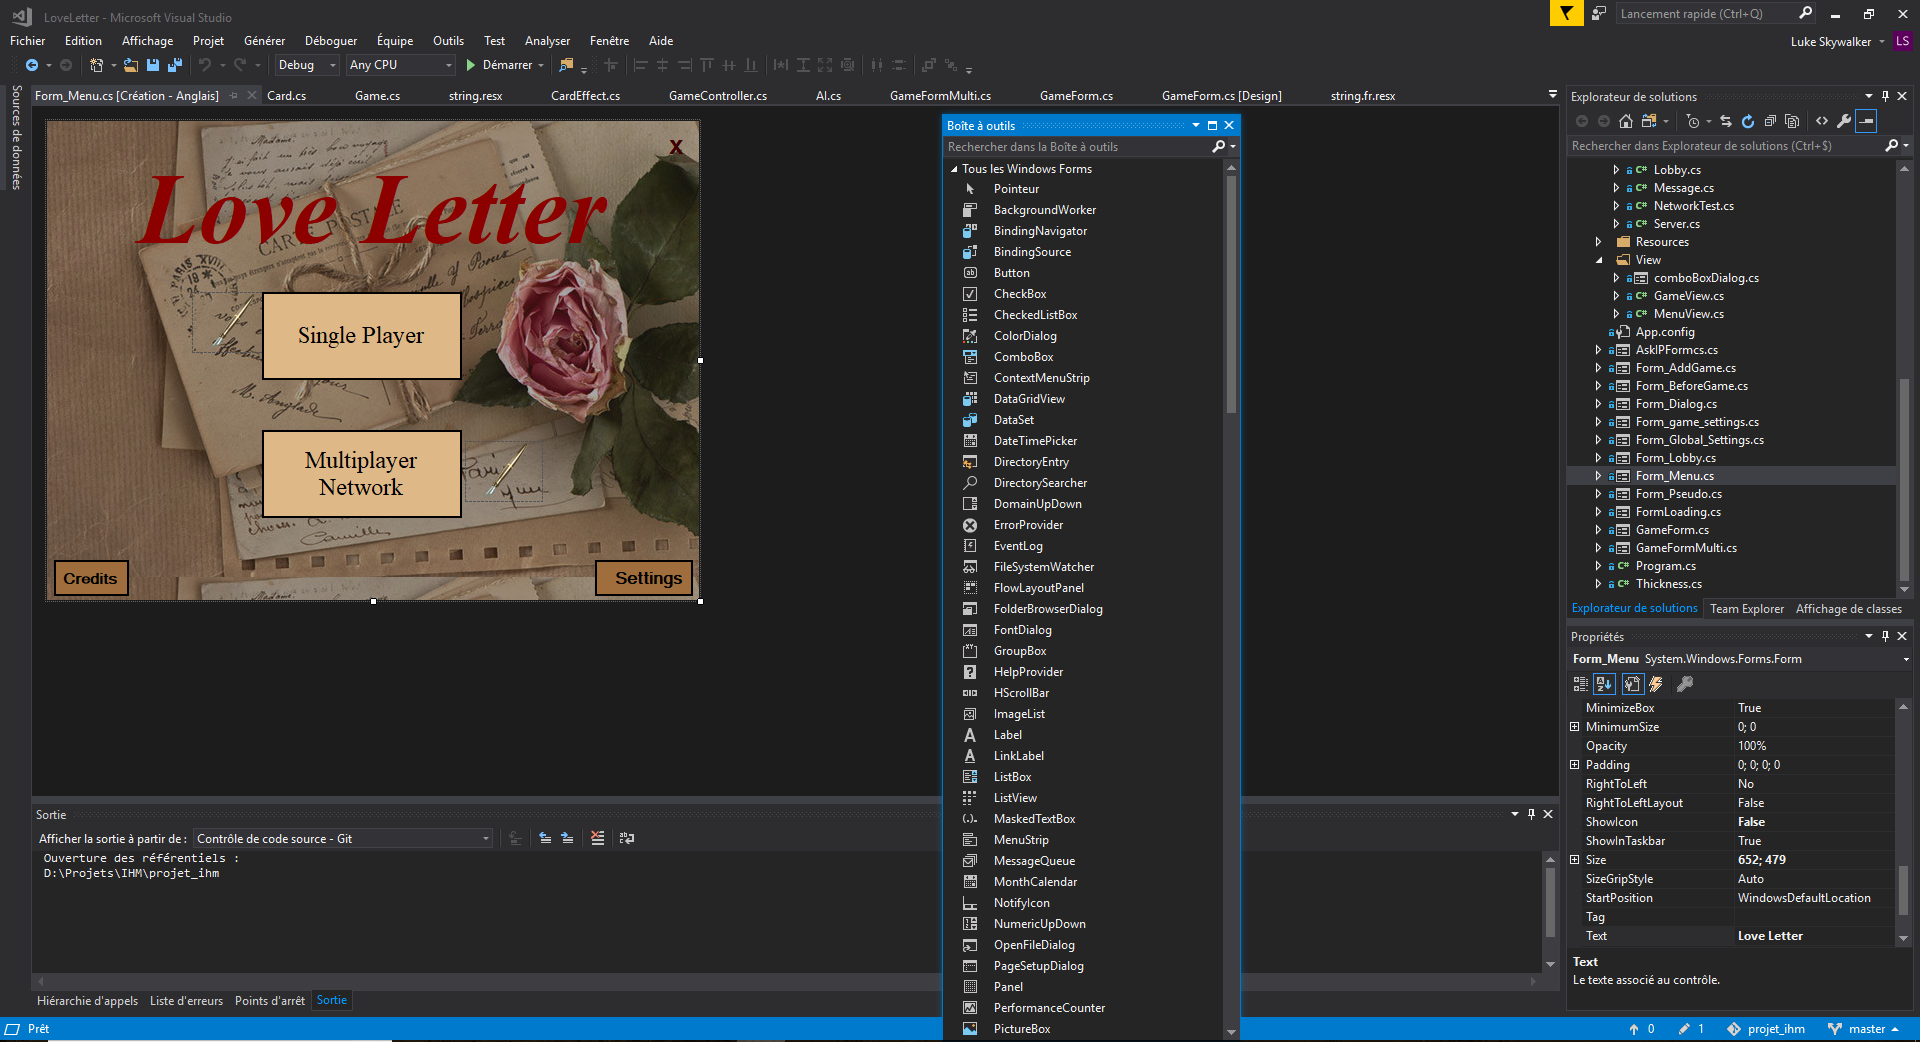 LoveLetter - Microsoft Visual Studio
Lancement rapide (Ctrl+Q)
Fichier Edition Affichage Projet Générer Déboguer Équipe Outils Test Analyser Fenêtre Aide
Luke Skywalker LS
Debug Any CPU Démarrer
Sources de données
Form_Menu.cs [Création - Anglais] Card.cs Game.cs string.resx CardEffect.cs GameController.cs AI.cs GameFormMulti.cs GameForm.cs GameForm.cs [Design] string.fr.resx
x
Love Letter
CARTE POSTALE
PARIS XVIII
Single Player
Multiplayer
Network
Camille
Credits
Settings
Boîte à outils
Rechercher dans la Boîte à outils
Tous les Windows Forms
Pointeur
BackgroundWorker
BindingNavigator
BindingSource
Button
CheckBox
CheckedListBox
ColorDialog
ComboBox
ContextMenuStrip
DataGridView
DataSet
DateTimePicker
DirectoryEntry
DirectorySearcher
DomainUpDown
ErrorProvider
EventLog
FileSystemWatcher
FlowLayoutPanel
FolderBrowserDialog
FontDialog
GroupBox
HelpProvider
HScrollBar
ImageList
Label
LinkLabel
ListBox
ListView
MaskedTextBox
MenuStrip
MessageQueue
MonthCalendar
NotifyIcon
NumericUpDown
OpenFileDialog
PageSetupDialog
Panel
PerformanceCounter
PictureBox
Explorateur de solutions
Rechercher dans Explorateur de solutions (Ctrl+$)
C# Lobby.cs
C# Message.cs
C# NetworkTest.cs
C# Server.cs
Resources
View
comboBoxDialog.cs
C# GameView.cs
C# MenuView.cs
App.config
AskIPFormcs.cs
Form_AddGame.cs
Form_BeforeGame.cs
Form_Dialog.cs
Form_game_settings.cs
Form_Global_Settings.cs
Form_Lobby.cs
Form_Menu.cs
Form_Pseudo.cs
FormLoading.cs
GameForm.cs
GameFormMulti.cs
C# Program.cs
C# Thickness.cs
Explorateur de solutions Team Explorer Affichage de classes
Propriétés
Form_Menu System.Windows.Forms.Form
MinimizeBox True
MinimumSize 0; 0
Opacity 100%
Padding 0; 0; 0; 0
RightToLeft No
RightToLeftLayout False
ShowIcon False
ShowInTaskbar True
Size 652; 479
SizeGripStyle Auto
StartPosition WindowsDefaultLocation
Tag
Text Love Letter
Text
Le texte associé au contrôle.
Sortie
Afficher la sortie à partir de : Contrôle de code source - Git
Ouverture des référentiels :
D:\Projets\IHM\projet_ihm
Hiérarchie d'appels Liste d'erreurs Points d'arrêt Sortie
Prêt
0 1 projet_ihm master